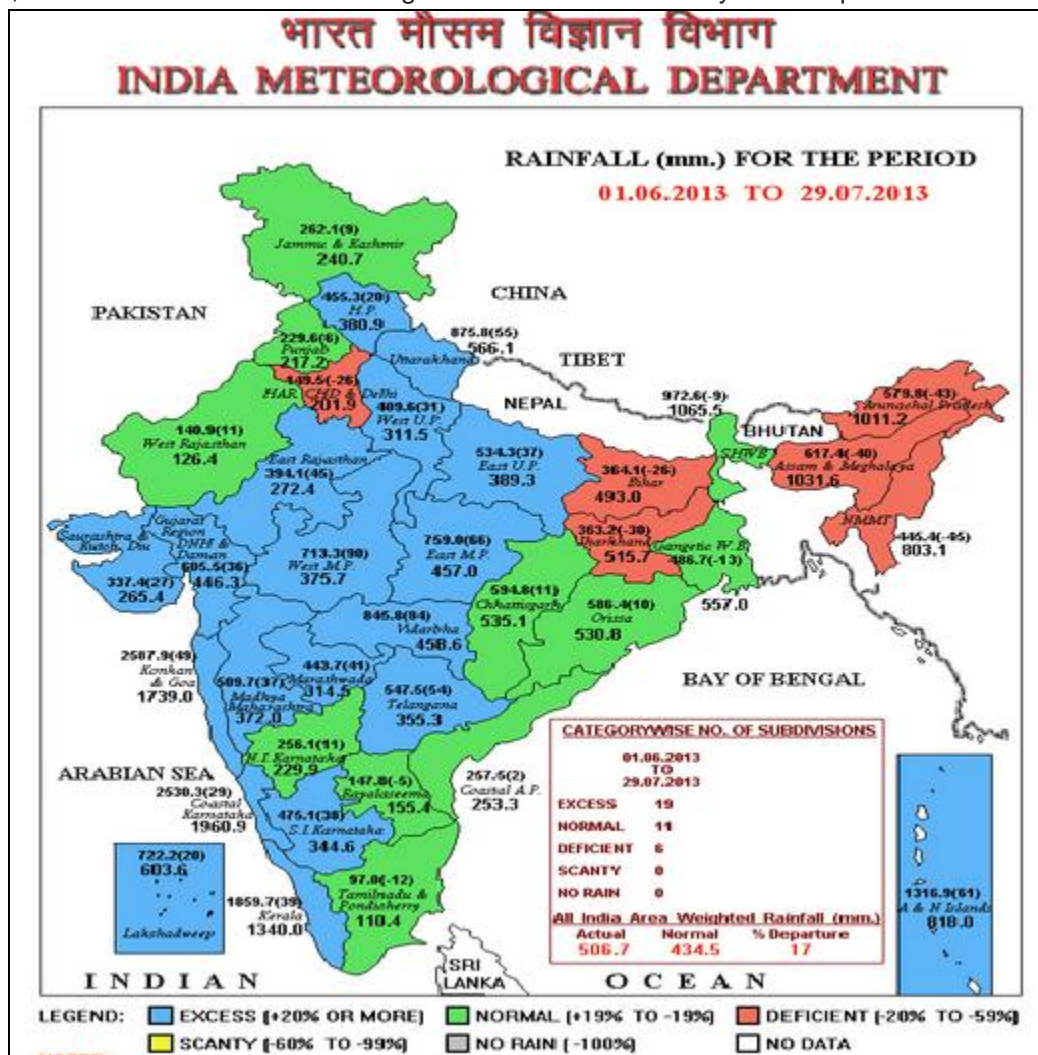 भारत मौसम विज्ञान विभाग
INDIA METEOROLOGICAL DEPARTMENT
RAINFALL (mm.) FOR THE PERIOD
01.06.2013 TO 29.07.2013
262.1(9)
Jammu & Kashmir
240.7
PAKISTAN
CHINA
455.3(20)
H.P.
380.9
875.8(55)
566.1
Uttarakhand
TIBET
229.6(6)
Punjab
217.2
149.5(-26)
HAR. CHD & Delhi
201.9
NEPAL
409.6(31)
West U.P.
311.5
972.6(-9)
1065.5
BHUTAN
SHWB
579.8(-43)
Arunachal Pradesh
1011.2
140.9(11)
West Rajasthan
126.4
East Rajasthan
394.1(45)
272.4
534.3(37)
East U.P.
389.3
364.1(-26)
Bihar
493.0
617.4(-40)
Assam & Meghalaya
1031.6
NMMT
803.1
Saurashtra &
Kutch, Diu
337.4(27)
265.4
Gujarat
Region
DNH &
Daman
605.5(36)
446.3
713.3(90)
West M.P.
375.7
759.0(66)
East M.P.
457.0
363.2(-30)
Jharkhand
515.7
Gangetic W.B
486.7(-13)
557.0
594.8(11)
Chhattisgarh
535.1
586.4(10)
Orissa
530.8
845.8(84)
Vidarbha
458.6
2587.9(49)
Konkan
& Goa
1739.0
509.7(37)
Madhya
Maharashtra
372.0
443.7(41)
Marathwada
314.5
547.5(54)
Telangana
355.3
BAY OF BENGAL
ARABIAN SEA
2530.3(29)
Coastal
Karnataka
1960.9
256.1(11)
N.I. Karnataka
229.9
147.8(-5)
Rayalaseema
155.4
257.5(2)
Coastal A.P.
253.3
475.1(38)
S.I. Karnataka
344.6
722.2(20)
603.6
Lakshadweep
1859.7(39)
Kerala
1340.0
97.0(-12)
Tamilnadu &
Pondicherry
110.4
CATEGORYWISE NO. OF SUBDIVISIONS
01.06.2013
TO
29.07.2013
EXCESS 19
NORMAL 11
DEFICIENT 6
SCANTY 0
NO RAIN 0
All India Area Weighted Rainfall (mm.)
Actual Normal % Departure
506.7 434.5 17
1316.9(61)
A & N Islands
818.0
SRI
LANKA
INDIAN OCEAN
LEGEND: EXCESS (+20% OR MORE) NORMAL (+19% TO -19%) DEFICIENT (-20% TO -59%)
SCANTY (-60% TO -99%) NO RAIN (-100%) NO DATA